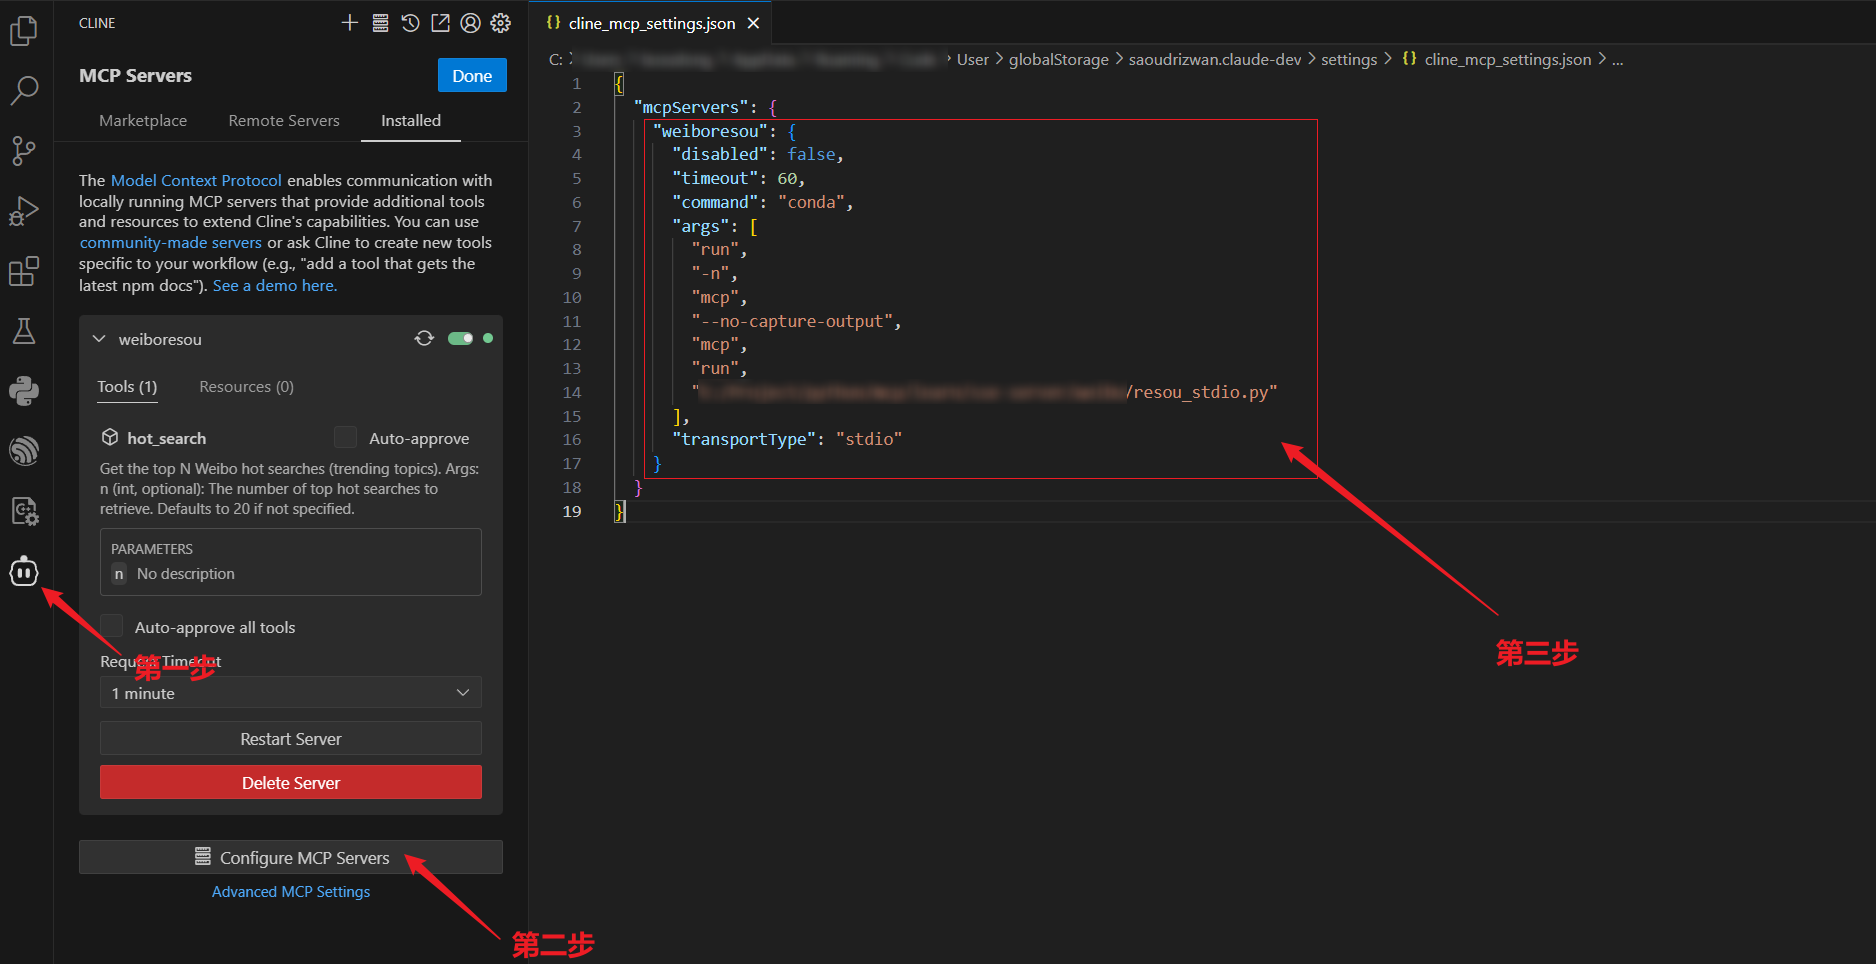 CLINE
MCP Servers
Done
Marketplace
Remote Servers
Installed
The Model Context Protocol enables communication with
locally running MCP servers that provide additional tools
and resources to extend Cline's capabilities. You can use
community-made servers or ask Cline to create new tools
specific to your workflow (e.g., "add a tool that gets the
latest npm docs"). See a demo here.
weiboresou
Tools (1)
Resources (0)
hot_search
Auto-approve
Get the top N Weibo hot searches (trending topics). Args:
n (int, optional): The number of top hot searches to
retrieve. Defaults to 20 if not specified.
PARAMETERS
n No description
Auto-approve all tools
Request Timeout
第一步
1 minute
Restart Server
Delete Server
Configure MCP Servers
Advanced MCP Settings
第二步
{} cline_mcp_settings.json
C: > User > globalStorage > saoudrizwan.claude-dev > settings > {} cline_mcp_settings.json > ...
1 {
2 "mcpServers": {
3 "weiboresou": {
4 "disabled": false,
5 "timeout": 60,
6 "command": "conda",
7 "args": [
8 "run",
9 "-n",
10 "mcp",
11 "--no-capture-output",
12 "mcp",
13 "run",
14 "/resou_stdio.py"
15 ],
16 "transportType": "stdio"
17 }
18 }
19 }
第三步